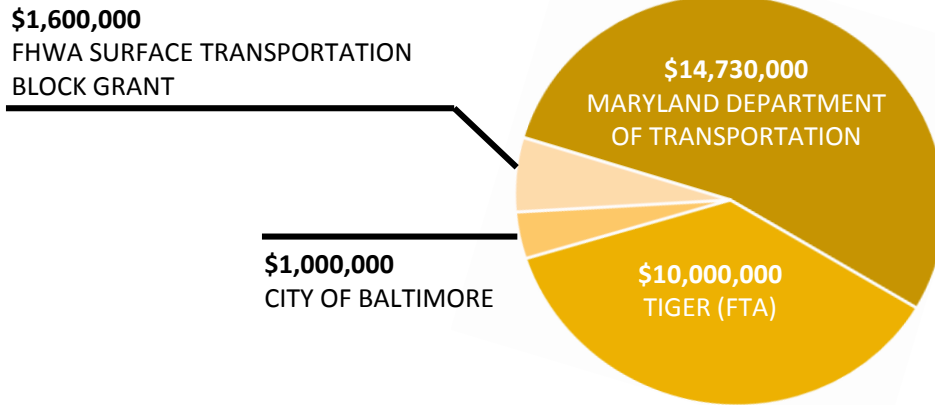 $1,600,000
FHWA SURFACE TRANSPORTATION
BLOCK GRANT
$14,730,000
MARYLAND DEPARTMENT
OF TRANSPORTATION
$1,000,000
CITY OF BALTIMORE
$10,000,000
TIGER (FTA)